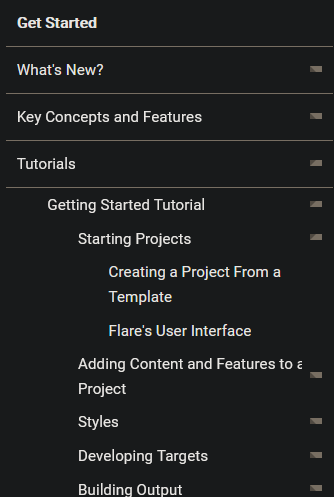 Get Started
What's New?
Key Concepts and Features
Tutorials
Getting Started Tutorial
Starting Projects
Creating a Project From a
Template
Flare's User Interface
Adding Content and Features to a
Project
Styles
Developing Targets
Building Output